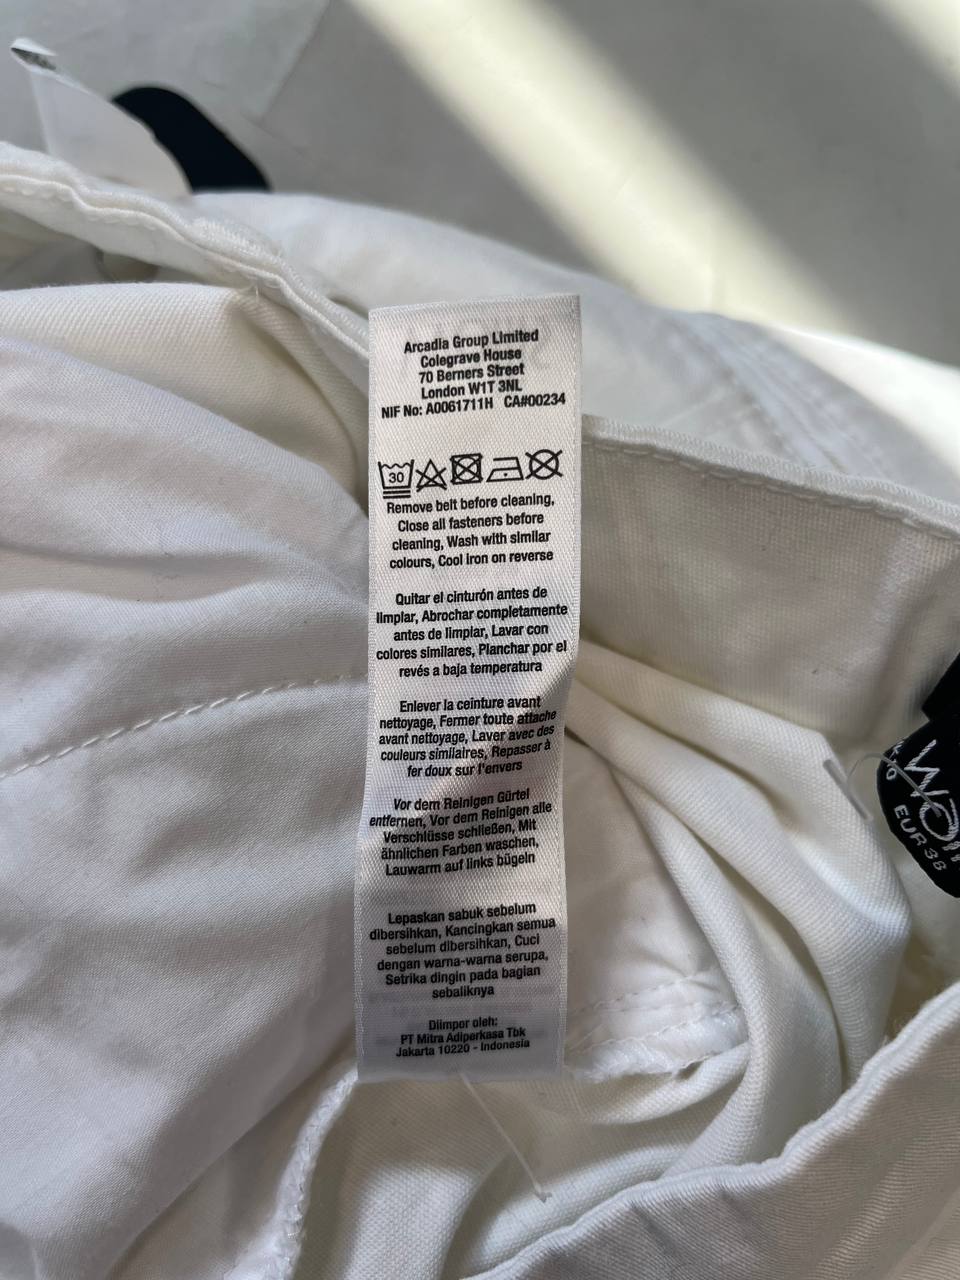 Arcadia Group Limited
Colegrave House
70 Berners Street
London W1T 3NL
NIF No: A0061711H CA#00234
30
Remove belt before cleaning,
Close all fasteners before
cleaning, Wash with similar
colours, Cool iron on reverse
Quitar el cinturón antes de
limpiar, Abrochar completamente
antes de limpiar, Lavar con
colores similares, Planchar por el
revés a baja temperatura
Enlever la ceinture avant
nettoyage, Fermer toute attache
avant nettoyage, Laver avec des
couleurs similaires, Repasser à
fer doux sur l'envers
Vor dem Reinigen Gürtel
entfernen, Vor dem Reinigen alle
Verschlüsse schließen, Mit
ähnlichen Farben waschen,
Lauwarm auf links bügeln
Lepaskan sabuk sebelum
dibersihkan, Kancingkan semua
sebelum dibersihkan, Cuci
dengan warna-warna serupa,
Setrika dingin pada bagian
sebaliknya
Diimpor oleh:
PT Mitra Adiperkasa Tbk
Jakarta 10220 - Indonesia
EUR 38